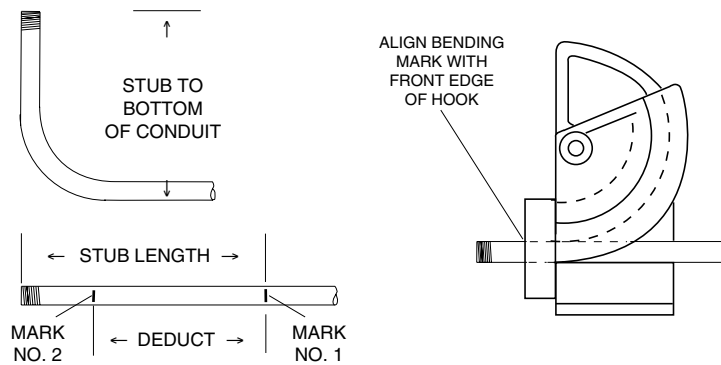 STUB TO
BOTTOM
OF CONDUIT
ALIGN BENDING
MARK WITH
FRONT EDGE
OF HOOK
STUB LENGTH
MARK
NO. 2
DEDUCT
MARK
NO. 1